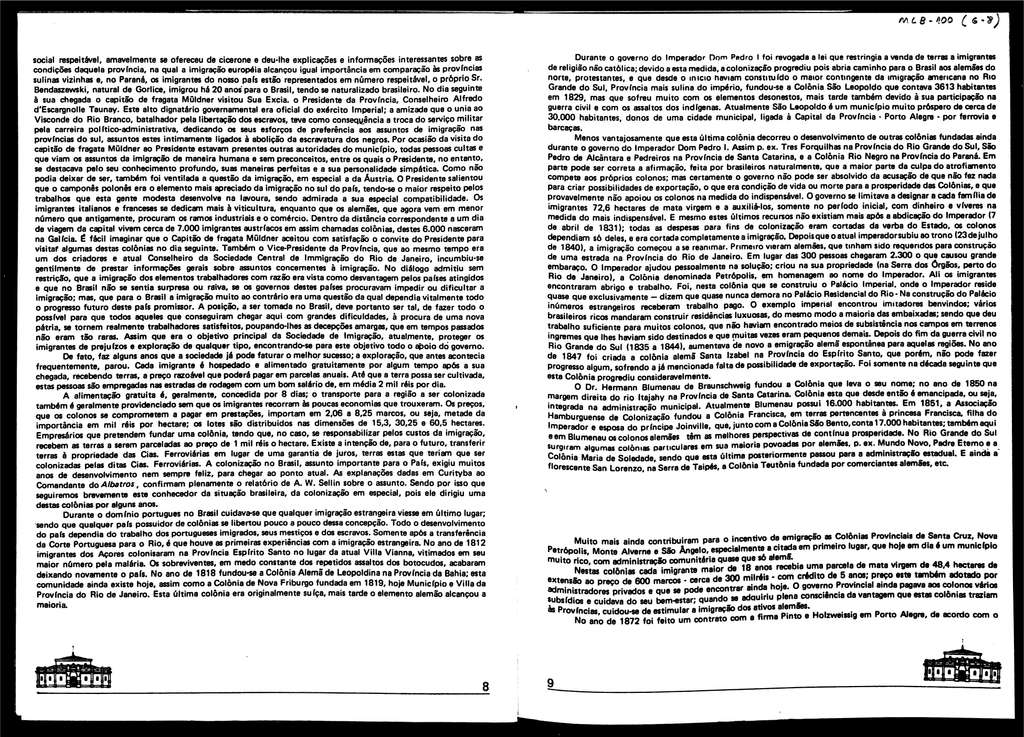 MLB-100 (6-8)
social respeitável, amavelmente se ofereceu de cicerone e deu-lhe explicações e informações interessantes sobre as
condições daquela província, na qual a imigração européia alcançou igual importância em comparação às províncias
sulinas vizinhas e, no Paraná, os imigrantes do nosso país estão representados em número respeitável, o próprio Sr.
Bendaszewski, natural de Gorlice, imigrou há 20 anos para o Brasil, tendo se naturalizado brasileiro. No dia seguinte
à sua chegada o capitão de fragata Müldner visitou Sua Excia. o Presidente da Província, Conselheiro Alfredo
d'Escargnolle Taunay. Este alto dignatário governamental era oficial do exército Imperial; a amizade que o unia ao
Visconde do Rio Branco, batalhador pela libertação dos escravos, teve como conseqüência a troca do serviço militar
pela carreira político-administrativa, dedicando os seus esforços de preferência aos assuntos de imigração nas
províncias do sul, assuntos estes intimamente ligados à abolição da escravatura dos negros. Por ocasião da visita do
capitão de fragata Müldner ao Presidente estavam presentes outras autoridades do município, todas pessoas cultas e
que viam os assuntos da imigração de maneira humana e sem preconceitos, entre os quais o Presidente, no entanto,
se destacava pelo seu conhecimento profundo, suas maneiras perfeitas e a sua personalidade simpática. Como não
podia deixar de ser, também foi ventilada a questão da imigração, em especial a da Áustria. O Presidente salientou
que o camponês polonês era o elemento mais apreciado da imigração no sul do país, tendo-se o maior respeito pelos
trabalhos que esta gente modesta desenvolve na lavoura, sendo admirada a sua especial compatibilidade. Os
imigrantes italianos e franceses se dedicam mais à viticultura, enquanto que os alemães, que agora vem em menor
número que antigamente, procuram os ramos industriais e o comércio. Dentro da distância correspondente a um dia
de viagem da capital vivem cerca de 7.000 imigrantes austríacos em assim chamadas colônias, destes 6.000 nasceram
na Galícia. É fácil imaginar que o Capitão de fragata Müldner aceitou com satisfação o convite do Presidente para
visitar algumas destas colônias no dia seguinte. Também o Vice-Presidente da Província, que ao mesmo tempo era
um dos criadores e atual Conselheiro da Sociedade Central de Immigração do Rio de Janeiro, incumbiu-se
gentilmente de prestar informações gerais sobre assuntos concernentes à imigração. No diálogo admitiu sem
restrição, que a imigração dos elementos trabalhadores com razão era vista como desvantagem pelos países atingidos
e que no Brasil não se sentia surpresa ou raiva, se os governos destes países procuravam impedir ou dificultar a
imigração; mas, que para o Brasil a imigração muito ao contrário era uma questão da qual dependia vitalmente todo
o progresso futuro deste país promissor. A posição, a ser tomada no Brasil, deve portanto ser tal, de fazer todo o
possível para que todos aqueles que conseguiram chegar aqui com grandes dificuldades, à procura de uma nova
pátria, se tornem realmente trabalhadores satisfeitos, poupando-lhes as decepções amargas, que em tempos passados
não eram tão raras. Assim que era o objetivo principal da Sociedade de Imigração, atualmente, proteger os
imigrantes de prejuízos e exploração de qualquer tipo, encontrando-se para este objetivo todo o apoio do governo.
De fato, faz alguns anos que a sociedade já pode faturar o melhor sucesso; a exploração, que antes acontecia
frequentemente, parou. Cada imigrante é hospedado e alimentado gratuitamente por algum tempo após a sua
chegada, recebendo terras, a preço razoável que poderá pagar em parcelas anuais. Até que a terra possa ser cultivada,
estas pessoas são empregadas nas estradas de rodagem com um bom salário de, em média 2 mil réis por dia.
A alimentação gratuita é, geralmente, concedida por 8 dias; o transporte para a região a ser colonizada
também é geralmente providenciado sem que os imigrantes recorram às poucas economias que trouxeram. Os preços,
que os colonos se comprometem a pagar em prestações, importam em 2,06 a 8,25 marcos, ou seja, metade da
importância em mil réis por hectare; os lotes são distribuídos nas dimensões de 15,3, 30,25 e 60,5 hectares.
Empresários que pretendem fundar uma colônia, tendo que, no caso, se responsabilizar pelos custos da imigração,
recebem as terras a serem parceladas ao preço de 1 mil réis o hectare. Existe a intenção de, para o futuro, transferir
terras à propriedade das Cias. Ferroviárias em lugar de uma garantia de juros, terras estas que teriam que ser
colonizadas pelas ditas Cias. Ferroviárias. A colonização no Brasil, assunto importante para o País, exigiu muitos
anos de desenvolvimento nem sempre feliz, para chegar ao ponto atual. As explanações dadas em Curityba ao
Comandante do Albatros, confirmam plenamente o relatório de A. W. Sellin sobre o assunto. Sendo por isso que
seguiremos brevemente este conhecedor da situação brasileira, da colonização em especial, pois ele dirigiu uma
destas colônias por alguns anos.
Durante o domínio portugues no Brasil cuidava-se que qualquer imigração estrangeira viesse em último lugar;
sendo que qualquer país possuidor de colônias se libertou pouco a pouco dessa concepção. Todo o desenvolvimento
do país dependia do trabalho dos portugueses imigrados, seus mestiços e dos escravos. Somente após a transferência
da Corte Portuguesa para o Rio, é que houve as primeiras experiências com a imigração estrangeira. No ano de 1812
imigrantes dos Açores colonisaram na Província Espírito Santo no lugar da atual Villa Vianna, vitimados em seu
maior número pela malária. Os sobreviventes, em medo constante dos repetidos assaltos dos botocudos, acabaram
deixando novamente o país. No ano de 1818 fundou-se a Colônia Alemã de Leopoldina na Província da Bahia; esta
comunidade ainda existe hoje, assim como a Colônia de Nova Friburgo fundada em 1819, hoje Município e Villa da
Província do Rio de Janeiro. Esta última colônia era originalmente suíça, mais tarde o elemento alemão alcançou a
maioria.
8
Durante o governo do Imperador Dom Pedro I foi revogada a lei que restringia a venda de terras a imigrantes
de religião não católica; devido a esta medida, a colonização progrediu pois abria caminho para o Brasil aos alemães do
norte, protestantes, e que desde o início haviam constituído o maior contingente da imigração americana no Rio
Grande do Sul, Província mais sulina do império, fundou-se a Colônia São Leopoldo que contava 3613 habitantes
em 1829, mas que sofreu muito com os elementos desonestos, mais tarde também devido à sua participação na
guerra civil e com os assaltos dos indígenas. Atualmente São Leopoldo é um município muito próspero de cerca de
30.000 habitantes, donos de uma cidade municipal, ligada à Capital da Província - Porto Alegre - por ferrovia e
barcaças.
Menos vantajosamente que esta última colônia decorreu o desenvolvimento de outras colônias fundadas ainda
durante o governo do Imperador Dom Pedro I. Assim p. ex. Tres Forquilhas na Província do Rio Grande do Sul, São
Pedro de Alcântara e Pedreiros na Província de Santa Catarina, e a Colônia Rio Negro na Província do Paraná. Em
parte pode ser correta a afirmação, feita por brasileiros naturalmente, que a maior parte da culpa do atrofiamento
compete aos próprios colonos; mas certamente o governo não pode ser absolvido da acusação de que não fez nada
para criar possibilidades de exportação, o que era condição de vida ou morte para a prosperidade das Colônias, e que
provavelmente não apoiou os colonos na medida do indispensável. O governo se limitava a designar a cada família de
imigrantes 72,6 hectares de mata virgem e a auxiliá-los, somente no período inicial, com dinheiro e víveres na
medida do mais indispensável. E mesmo estes últimos recursos não existiam mais após a abdicação do Imperador (7
de abril de 1831); todas as despesas para fins de colonização eram cortadas da verba do Estado, os colonos
dependiam só deles, e era cortada completamente a imigração. Depois que o atual imperador subiu ao trono (23 de julho
de 1840), a imigração começou a se reanimar. Primeiro vieram alemães, que tinham sido requeridos para construção
de uma estrada na Província do Rio de Janeiro. Em lugar das 300 pessoas chegaram 2.300 o que causou grande
embaraço. O Imperador ajudou pessoalmente na solução; criou na sua propriedade (na Serra dos Órgãos, perto do
Rio de Janeiro), a Colônia denominada Petrópolis, em homenagem ao nome do Imperador. Ali os imigrantes
encontraram abrigo e trabalho. Foi, nesta colônia que se construiu o Palácio Imperial, onde o Imperador reside
quase que exclusivamente — dizem que quase nunca demora no Palácio Residencial do Rio - Na construção do Palácio
inúmeros estrangeiros receberam trabalho pago. O exemplo imperial encontrou imitadores benvindos; vários
brasileiros ricos mandaram construir residências luxuosas, do mesmo modo a maioria das embaixadas; sendo que deu
trabalho suficiente para muitos colonos, que não haviam encontrado meios de subsistência nos campos em terrenos
ingremes que lhes haviam sido destinados e que muitas vezes eram pequenos demais. Depois do fim da guerra civil no
Rio Grande do Sul (1835 a 1844), aumentava de novo a emigração alemã espontânea para aquelas regiões. No ano
de 1847 foi criada a colônia alemã Santa Izabel na Província do Espírito Santo, que porém, não pode fazer
progresso algum, sofrendo a já mencionada falta de possibilidade de exportação. Foi somente na década seguinte que
esta Colônia progrediu consideravelmente.
O Dr. Hermann Blumenau de Braunschweig fundou a Colônia que leva o seu nome; no ano de 1850 na
margem direita do rio Itajahy na Província de Santa Catarina. Colônia esta que desde então é emancipada, ou seja,
integrada na administração municipal. Atualmente Blumenau possui 16.000 habitantes. Em 1851, a Associação
Hamburguense de Colonização fundou a Colônia Francisca, em terras pertencentes à princesa Francisca, filha do
Imperador e esposa do príncipe Joinville, que, junto com a Colônia São Bento, conta 17.000 habitantes; também aqui
e em Blumenau os colonos alemães têm as melhores perspectivas de contínua prosperidade. No Rio Grande do Sul
surgiram algumas colônias particulares em sua maioria povoadas por alemães, p. ex. Mundo Novo, Padre Eterno e a
Colônia Maria de Soledade, sendo que esta última posteriormente passou para a administração estadual. E ainda a
florescente San Lorenzo, na Serra de Taipés, a Colônia Teutônia fundada por comerciantes alemães, etc.
Muito mais ainda contribuiram para o incentivo da emigração as Colônias Provinciais de Santa Cruz, Nova
Petrópolis, Monte Alverne e São Ângelo, especialmente a citada em primeiro lugar, que hoje em dia é um município
muito rico, com administração comunitária quase que só alemã.
Nestas colônias cada imigrante maior de 18 anos recebia uma parcela de mata virgem de 48,4 hectares de
extensão ao preço de 600 marcos - cerca de 300 milréis - com crédito de 5 anos; preço este também adotado por
administradores privados e que se pode encontrar ainda hoje. O governo Provincial ainda pagava aos colonos vários
subsídios e cuidava do seu bem-estar; quando se adquiriu plena consciência da vantagem que estas colônias traziam
às Províncias, cuidou-se de estimular a imigração dos ativos alemães.
No ano de 1872 foi feito um contrato com a firma Pinto e Holzweissig em Porto Alegre, de acordo com o
9